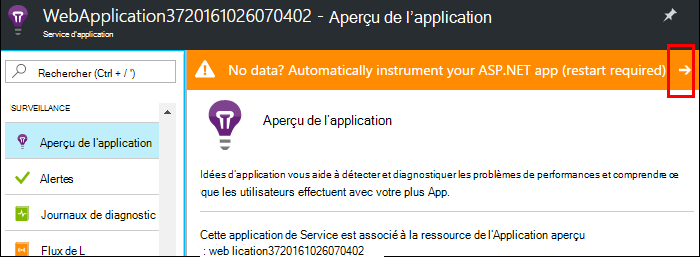 WebApplication3720161026070402 - Aperçu de l'application
Service d'application
Rechercher (Ctrl + / ')
No data? Automatically instrument your ASP.NET app (restart required)
SURVEILLANCE
Aperçu de l'application
Alertes
Journaux de diagnostic
Flux de L
Aperçu de l'application
Idées d'application vous aide à détecter et diagnostiquer les problèmes de performances et comprendre ce
que les utilisateurs effectuent avec votre plus App.
Cette application de Service est associé à la ressource de l'Application aperçu
: web lication3720161026070402